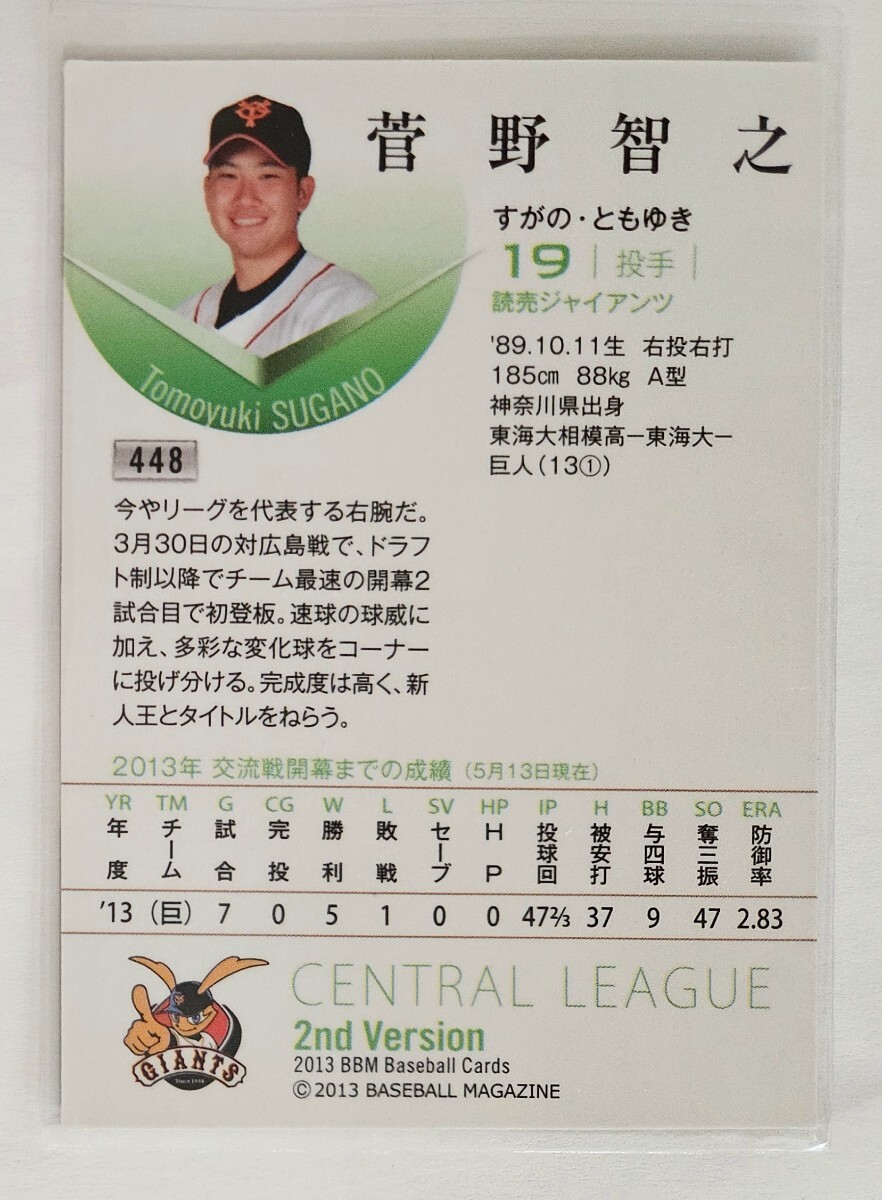 菅野智之
すがの・ともゆき
19 | 投手 |
読売ジャイアンツ
'89.10.11生 右投右打
185㎝ 88㎏ A型
神奈川県出身
東海大相模高ー東海大ー
巨人(13①)
Tomoyuki SUGANO
448
今やリーグを代表する右腕だ。
3月30日の対広島戦で、ドラフ
ト制以降でチーム最速の開幕2
試合目で初登板。速球の球威に
加え、多彩な変化球をコーナー
に投げ分ける。完成度は高く、新
人王とタイトルをねらう。
2013年 交流戦開幕までの成績(5月13日現在)
YR TM G CG W L SV HP IP H BB SO ERA
年度 チーム 試合 完投 勝利 敗戦 セーブ HP 投球回 被安打 与四球 奪三振 防御率
'13 (巨) 7 0 5 1 0 0 47⅔ 37 9 47 2.83
GIANTS
Since 1934
CENTRAL LEAGUE
2nd Version
2013 BBM Baseball Cards
©2013 BASEBALL MAGAZINE